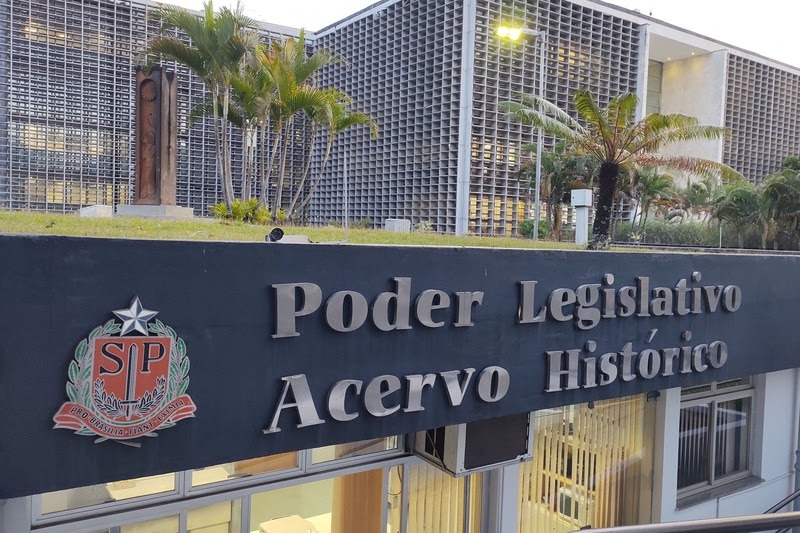 Poder Legislativo
Acervo Histórico
SP
PRO·BRASILIA·FIANT·EXIMIA